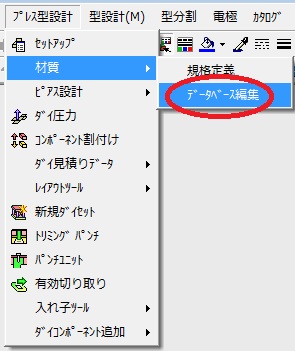 ﾌﾟﾚｽ型設計 型設計(M) 型分割 電極 ｶﾀﾛｸﾞ
ｾｯﾄｱｯﾌﾟ
材質
規格定義
ﾃﾞｰﾀﾍﾞｰｽ編集
ﾋﾟｱｽ設計
ﾀﾞｲ圧力
ｺﾝﾎﾟｰﾈﾝﾄ割付け
ﾀﾞｲ見積りﾃﾞｰﾀ
ﾚｲｱｳﾄﾂｰﾙ
新規ﾀﾞｲｾｯﾄ
ﾄﾘﾐﾝｸﾞ ﾊﾟﾝﾁ
ﾊﾟﾝﾁﾕﾆｯﾄ
有効切り取り
入れ子ﾂｰﾙ
ﾀﾞｲｺﾝﾎﾟｰﾈﾝﾄ追加